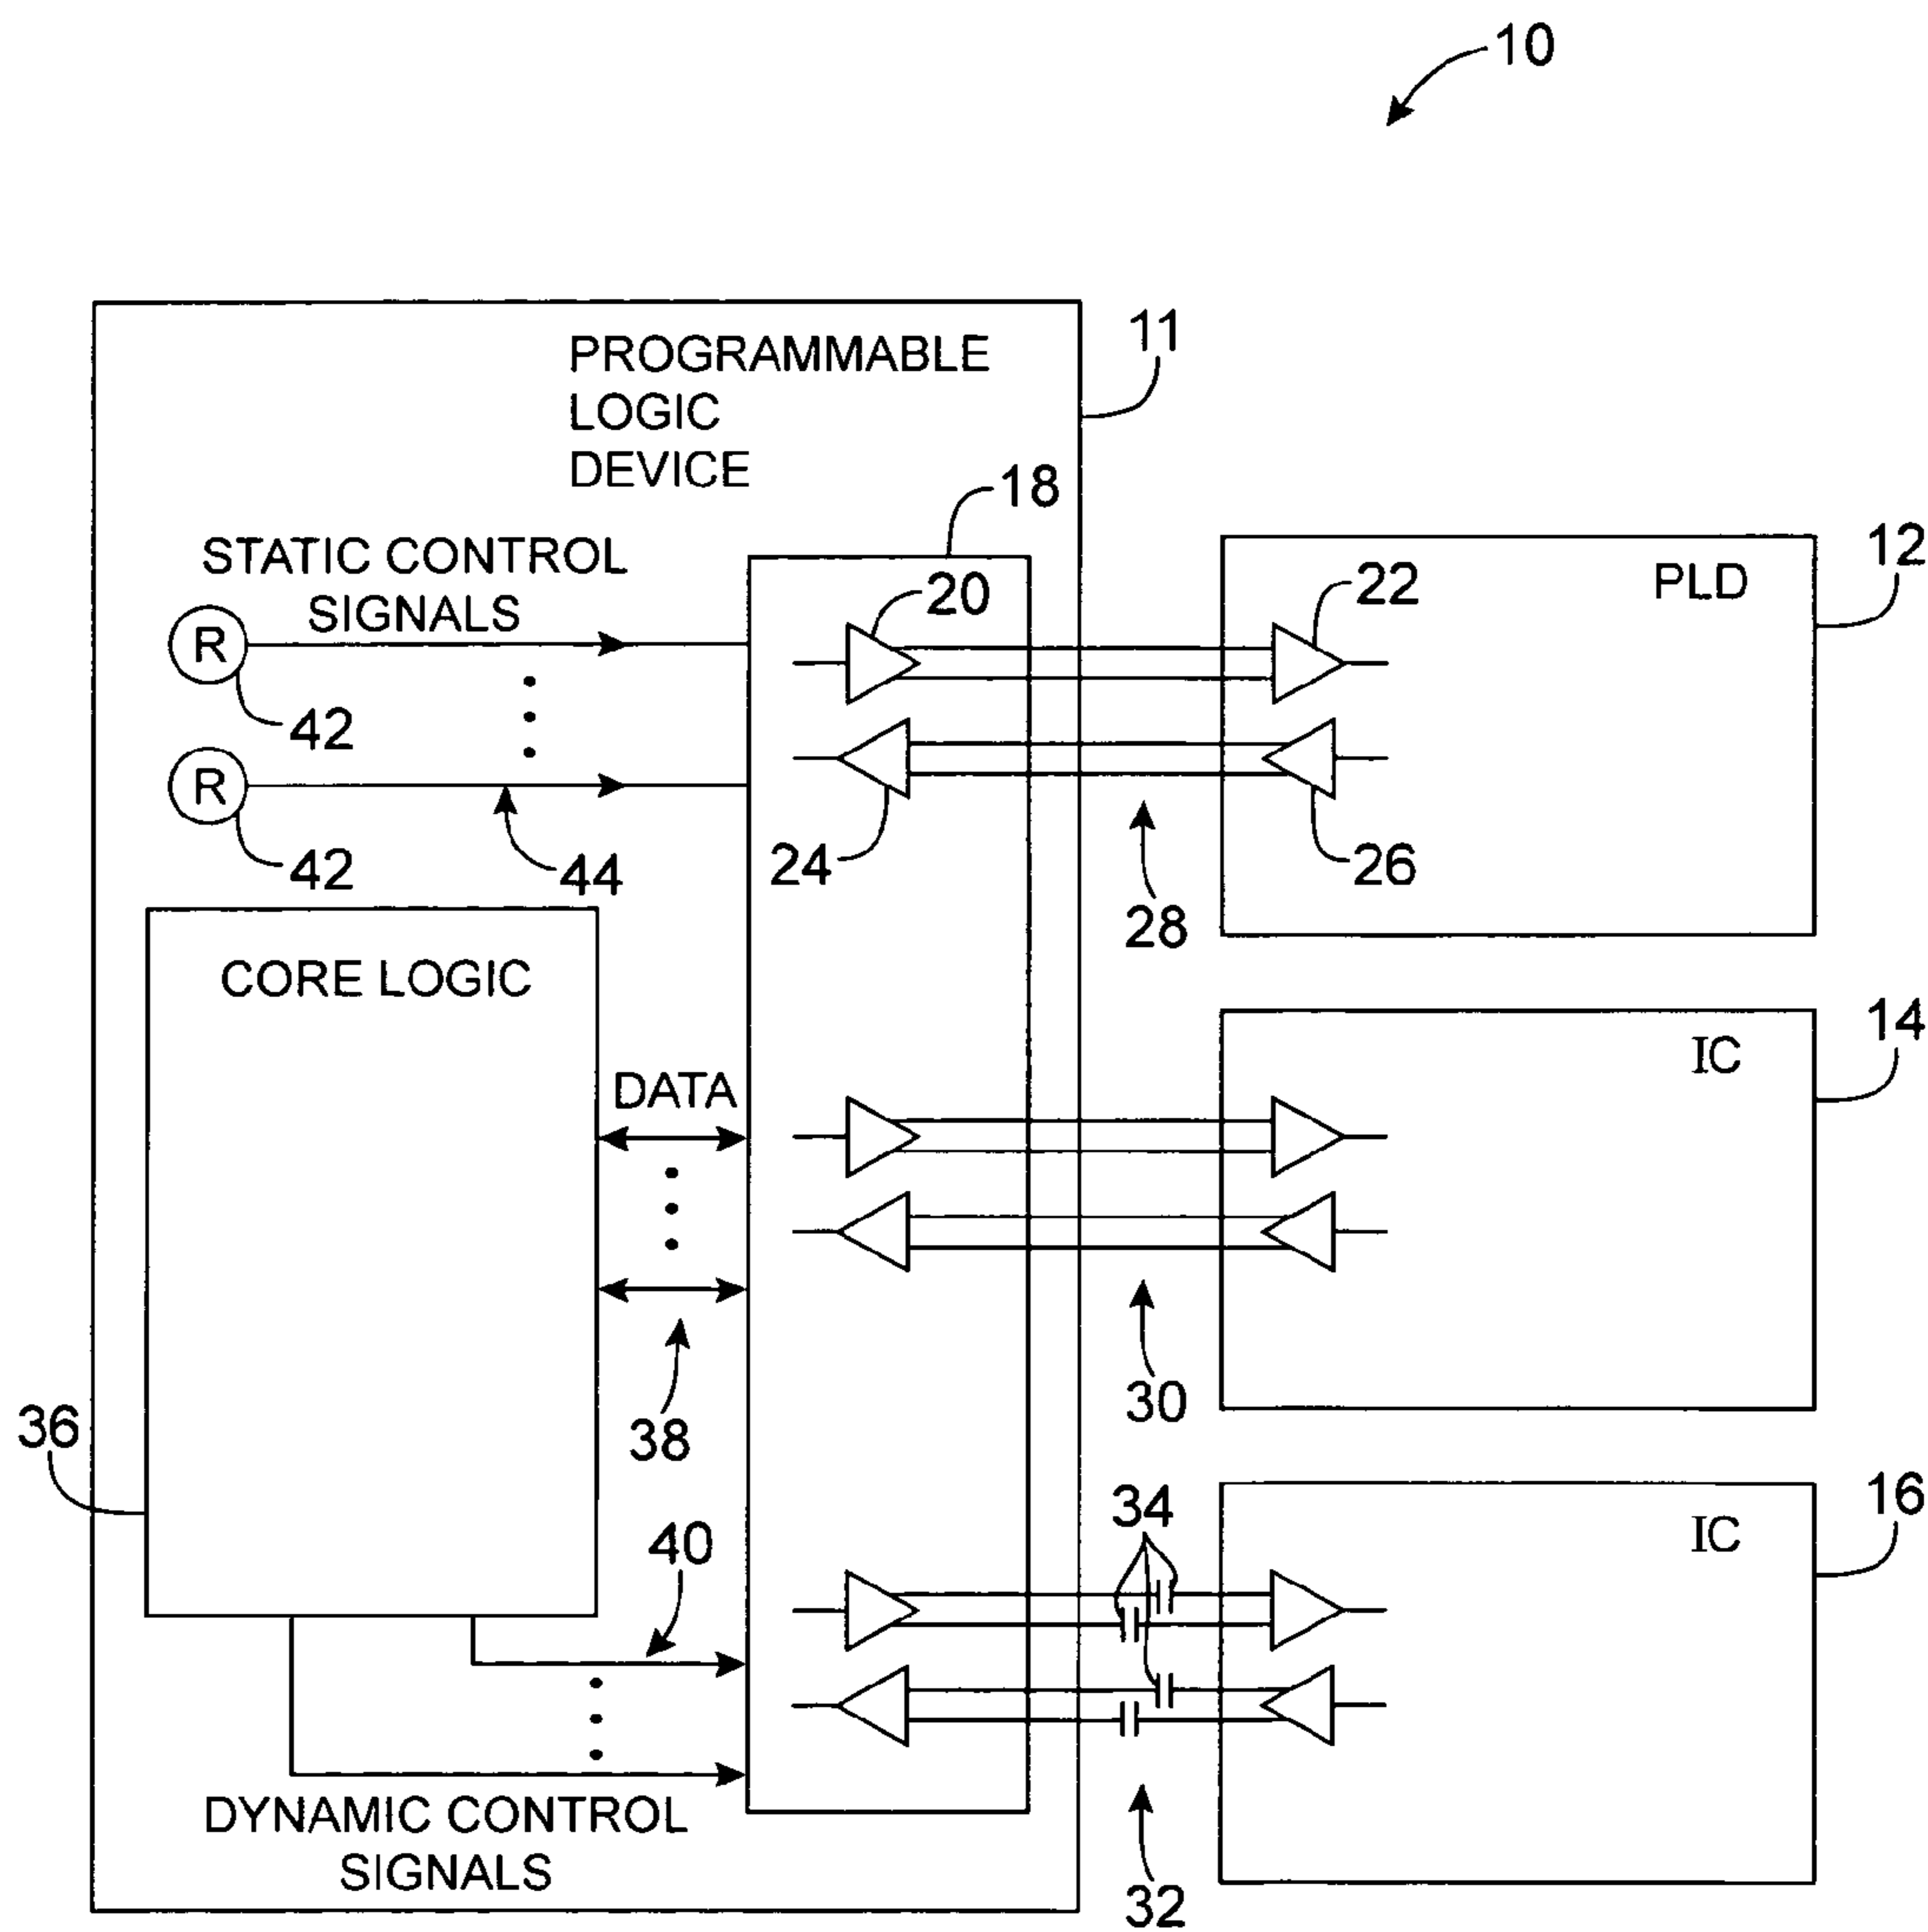 10
11
PROGRAMMABLE
LOGIC
DEVICE
18
STATIC CONTROL
SIGNALS
20
22
PLD
12
R
42
R
42
44
24
28
26
CORE LOGIC
IC
14
DATA
38
30
36
34
IC
16
40
DYNAMIC CONTROL
SIGNALS
32